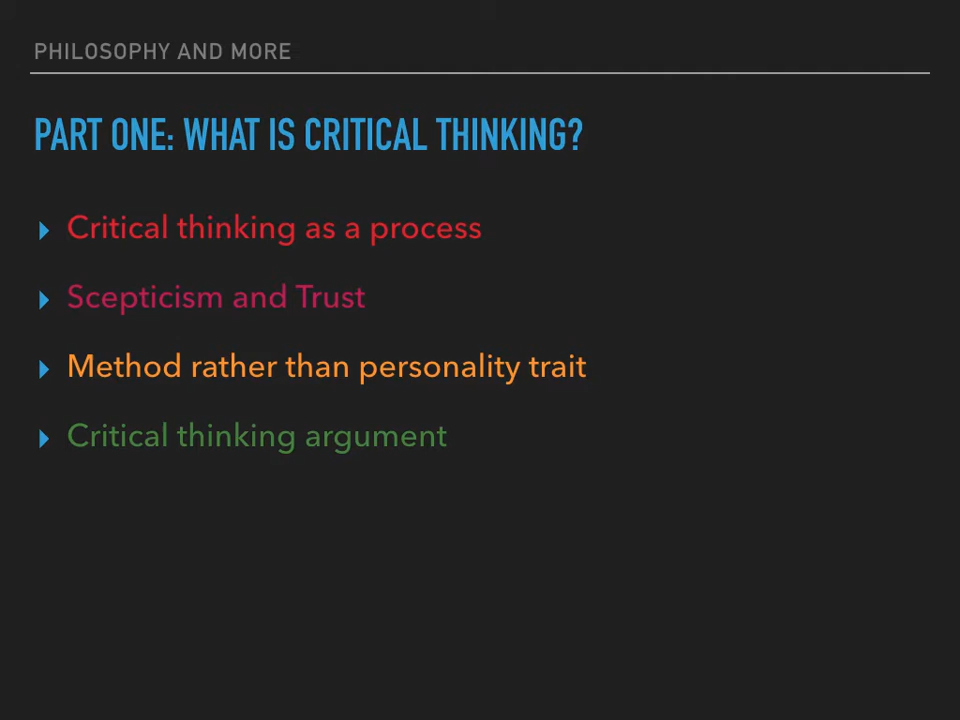 PHILOSOPHY AND MORE
PART ONE: WHAT IS CRITICAL THINKING?
Critical thinking as a process
Scepticism and Trust
Method rather than personality trait
Critical thinking argument